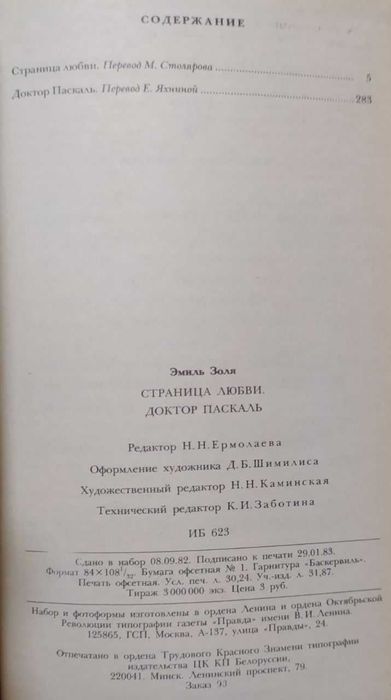 СОДЕРЖАНИЕ
Страница любви. Перевод М. Столярова . . . . . . . . . . 5
Доктор Паскаль. Перевод Е. Яхниной . . . . . . . . . . 283
Эмиль Золя
СТРАНИЦА ЛЮБВИ.
ДОКТОР ПАСКАЛЬ
Редактор Н. Н. Ермолаева
Оформление художника Д. Б. Шимилиса
Художественный редактор Н. Н. Каминская
Технический редактор К. И. Заботина
ИБ 623
Сдано в набор 08.09.82. Подписано к печати 29.01.83.
Формат 84×108¹/₃₂. Бумага офсетная № 1. Гарнитура «Баскервиль».
Печать офсетная. Усл. печ. л. 30,24. Уч.-изд. л. 31,87.
Тираж 3 000 000 экз. Цена 3 руб.
Набор и фотоформы изготовлены в ордена Ленина и ордена Октябрьской
Революции типографии газеты «Правда» имени В. И. Ленина.
125865, ГСП, Москва, А-137, улица «Правды», 24.
Отпечатано в ордена Трудового Красного Знамени типографии
издательства ЦК КП Белоруссии,
220041. Минск. Ленинский проспект, 79.
Заказ 93